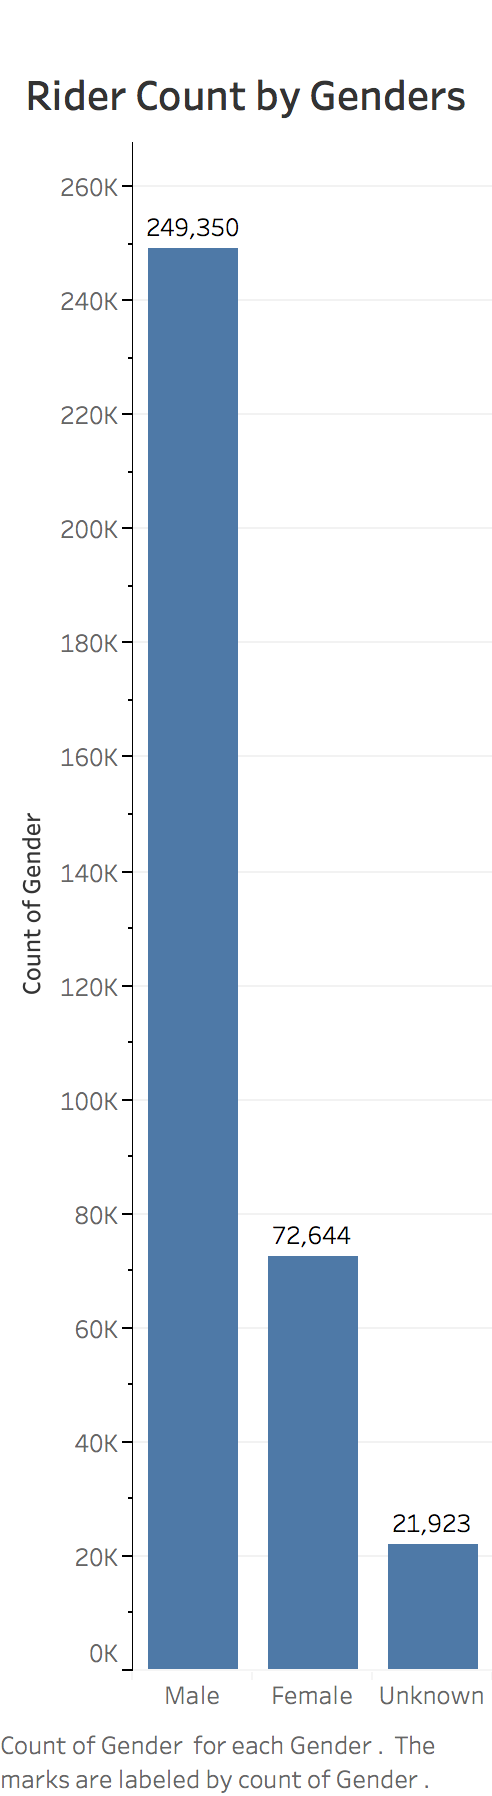 Rider Count by Genders
260K
249,350
240K
220K
200K
180K
160K
140K
120K
100K
80K
72,644
60K
40K
21,923
20K
0K
Count of Gender
Male Female Unknown
Count of Gender for each Gender . The
marks are labeled by count of Gender .